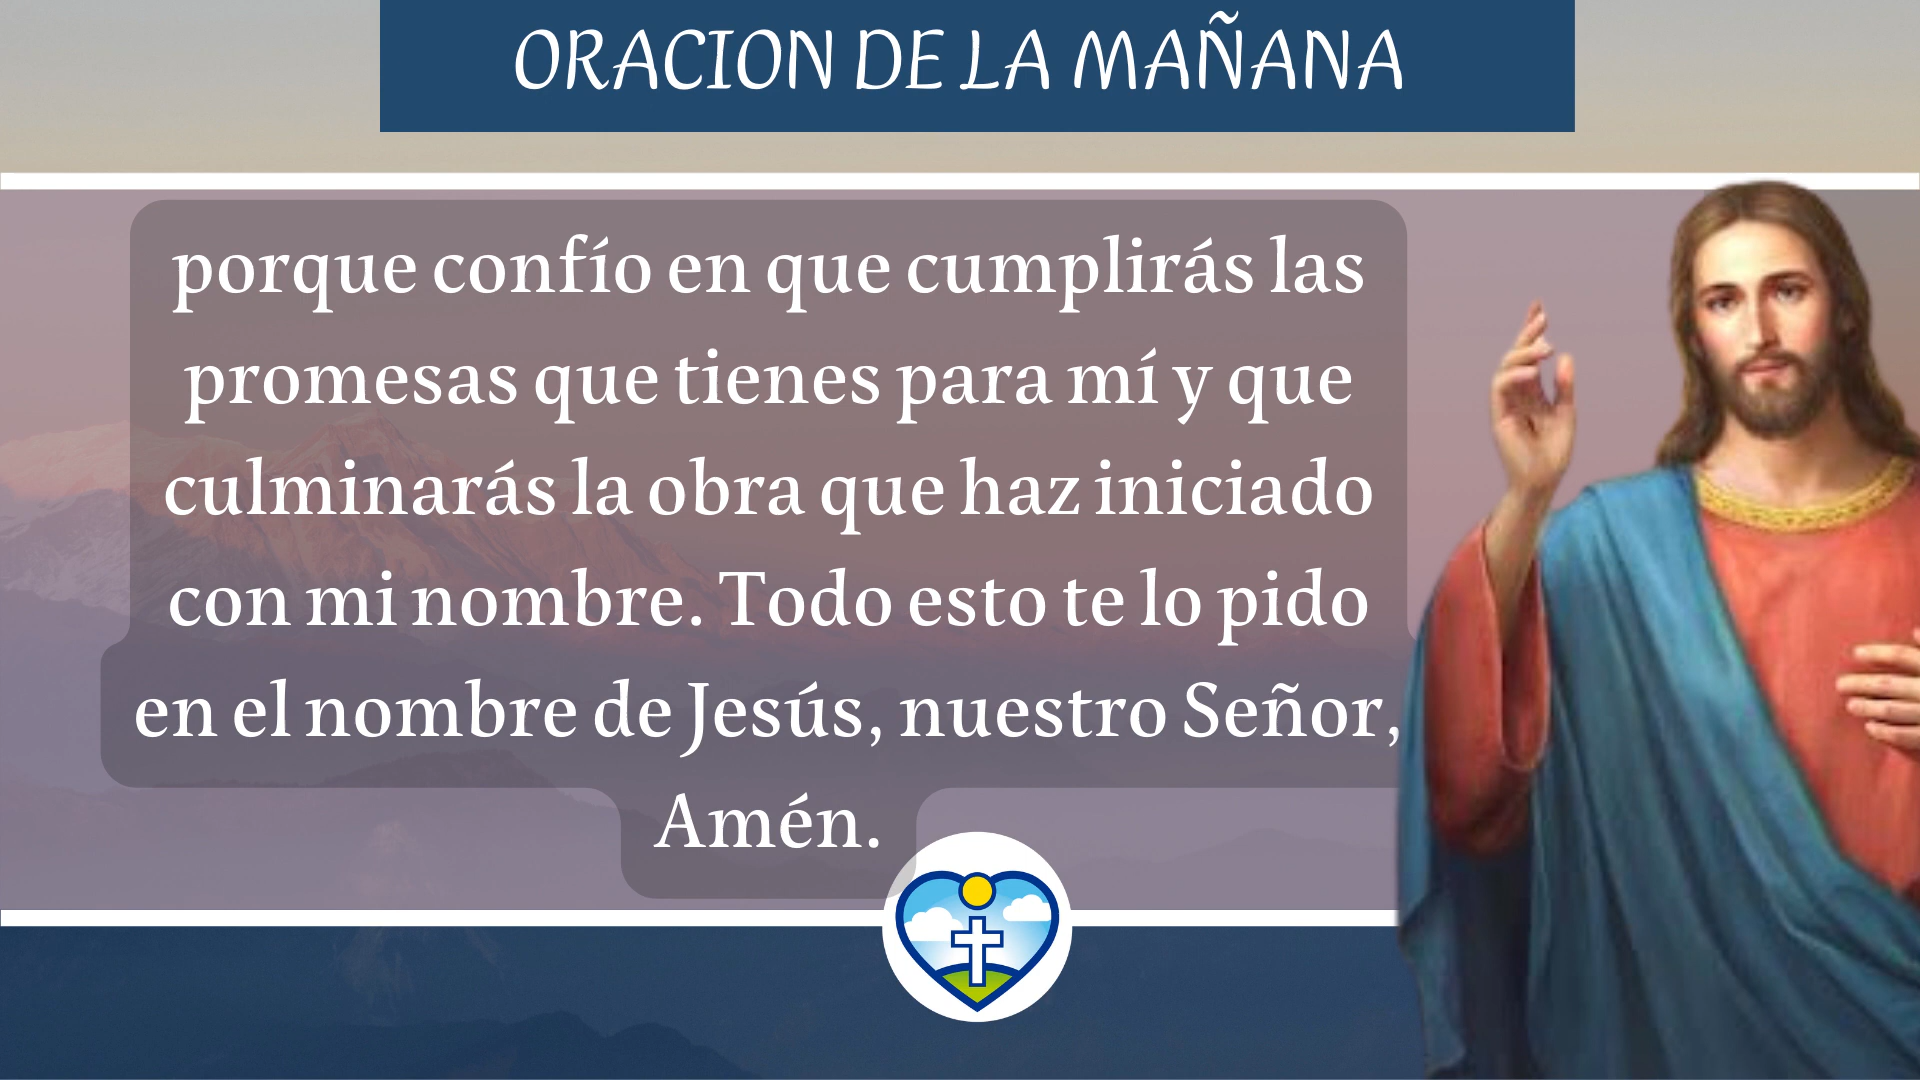 ORACION DE LA MAÑANA
porque confío en que cumplirás las
promesas que tienes para mí y que
culminarás la obra que haz iniciado
con mi nombre. Todo esto te lo pido
en el nombre de Jesús, nuestro Señor,
Amén.